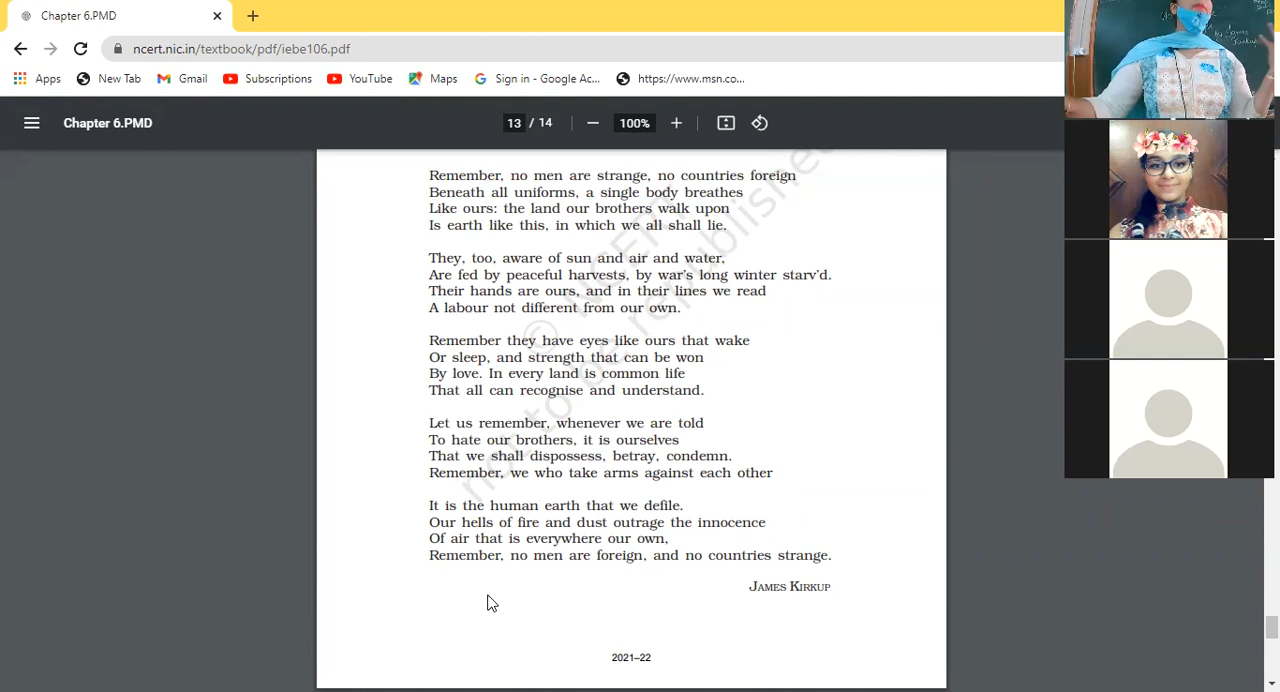 Chapter 6.PMD
ncert.nic.in/textbook/pdf/iebe106.pdf
Apps New Tab Gmail Subscriptions YouTube Maps Sign in - Google Ac... https://www.msn.co...
Chapter 6.PMD 13 / 14 100%
Remember, no men are strange, no countries foreign
Beneath all uniforms, a single body breathes
Like ours: the land our brothers walk upon
Is earth like this, in which we all shall lie.
They, too, aware of sun and air and water,
Are fed by peaceful harvests, by war's long winter starv'd.
Their hands are ours, and in their lines we read
A labour not different from our own.
Remember they have eyes like ours that wake
Or sleep, and strength that can be won
By love. In every land is common life
That all can recognise and understand.
Let us remember, whenever we are told
To hate our brothers, it is ourselves
That we shall dispossess, betray, condemn.
Remember, we who take arms against each other
It is the human earth that we defile.
Our hells of fire and dust outrage the innocence
Of air that is everywhere our own,
Remember, no men are foreign, and no countries strange.
James Kirkup
2021–22
© NCERT
not to be republished